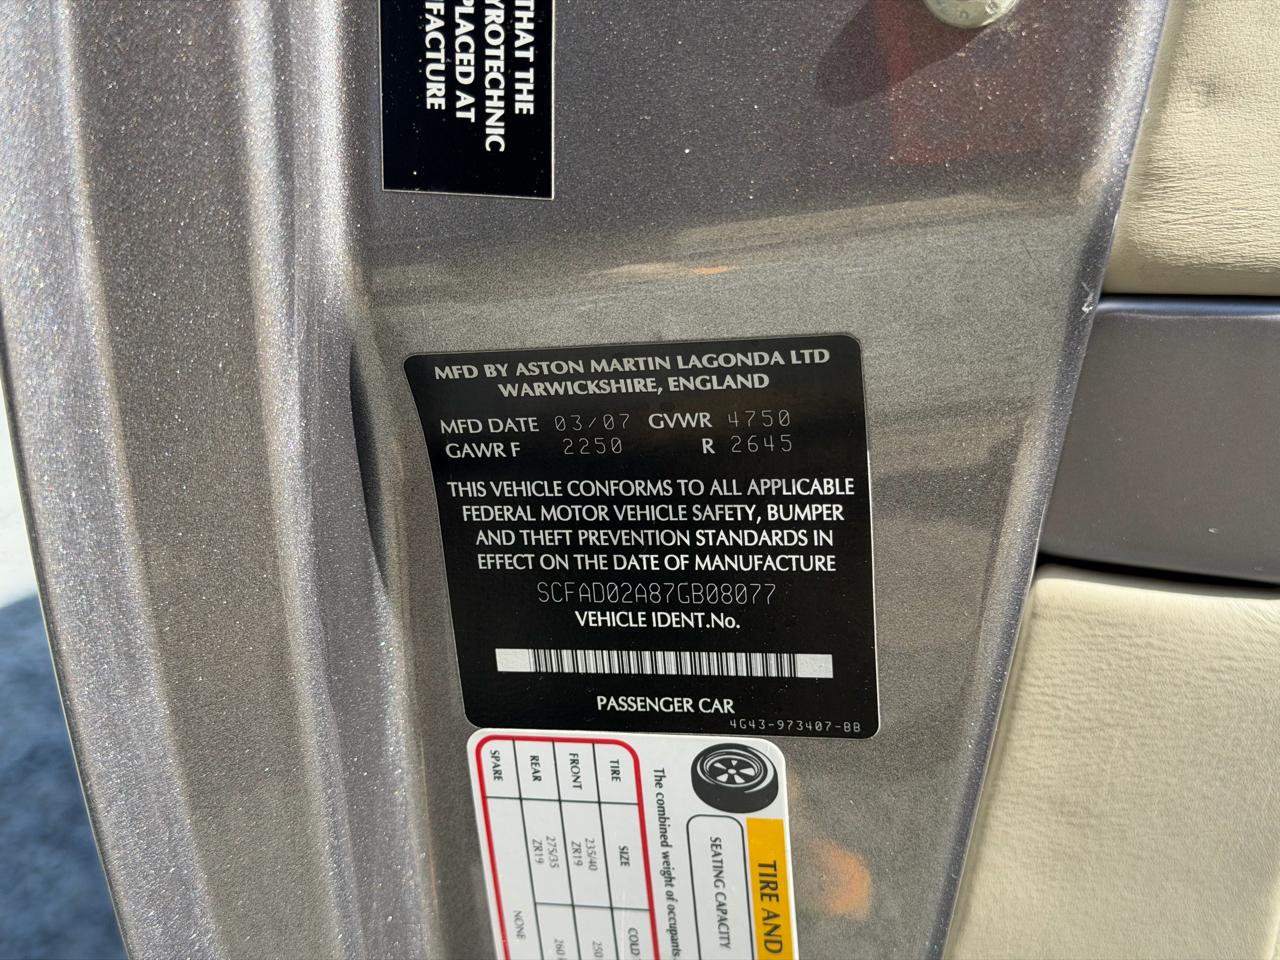 THAT THE
YROTECHNIC
PLACED AT
FACTURE
MFD BY ASTON MARTIN LAGONDA LTD
WARWICKSHIRE, ENGLAND
MFD DATE 03/07 GVWR 4750
GAWR F 2250 R 2645
THIS VEHICLE CONFORMS TO ALL APPLICABLE
FEDERAL MOTOR VEHICLE SAFETY, BUMPER
AND THEFT PREVENTION STANDARDS IN
EFFECT ON THE DATE OF MANUFACTURE
SCFAD02A87GB08077
VEHICLE IDENT.No.
PASSENGER CAR
4G43-973407-BB
TIRE AND
SEATING CAPACITY
The combined weight of occupants
TIRE SIZE COLD
FRONT 235/40 ZR19 250
REAR 275/35 ZR19 260
SPARE NONE